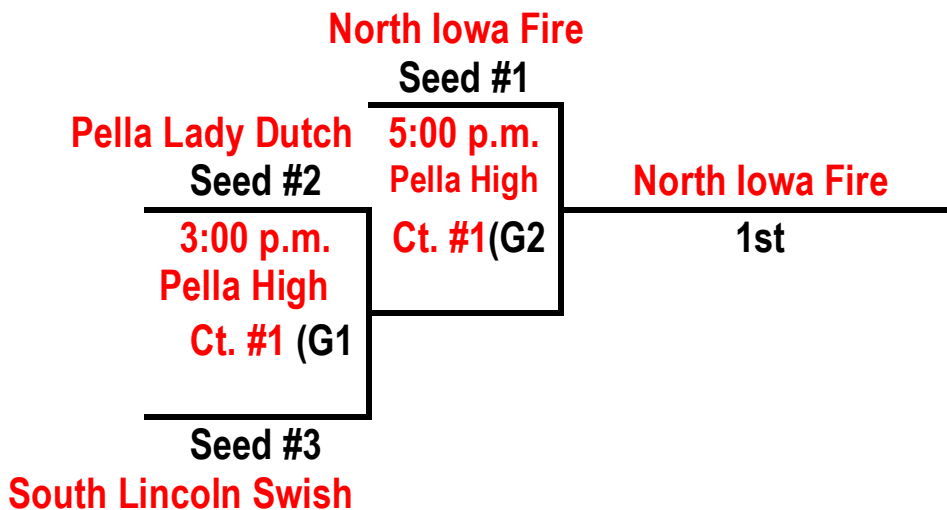 North Iowa Fire
Seed #1
Pella Lady Dutch
Seed #2
5:00 p.m.
Pella High
Ct. #1(G2
North Iowa Fire
1st
3:00 p.m.
Pella High
Ct. #1 (G1
Seed #3
South Lincoln Swish